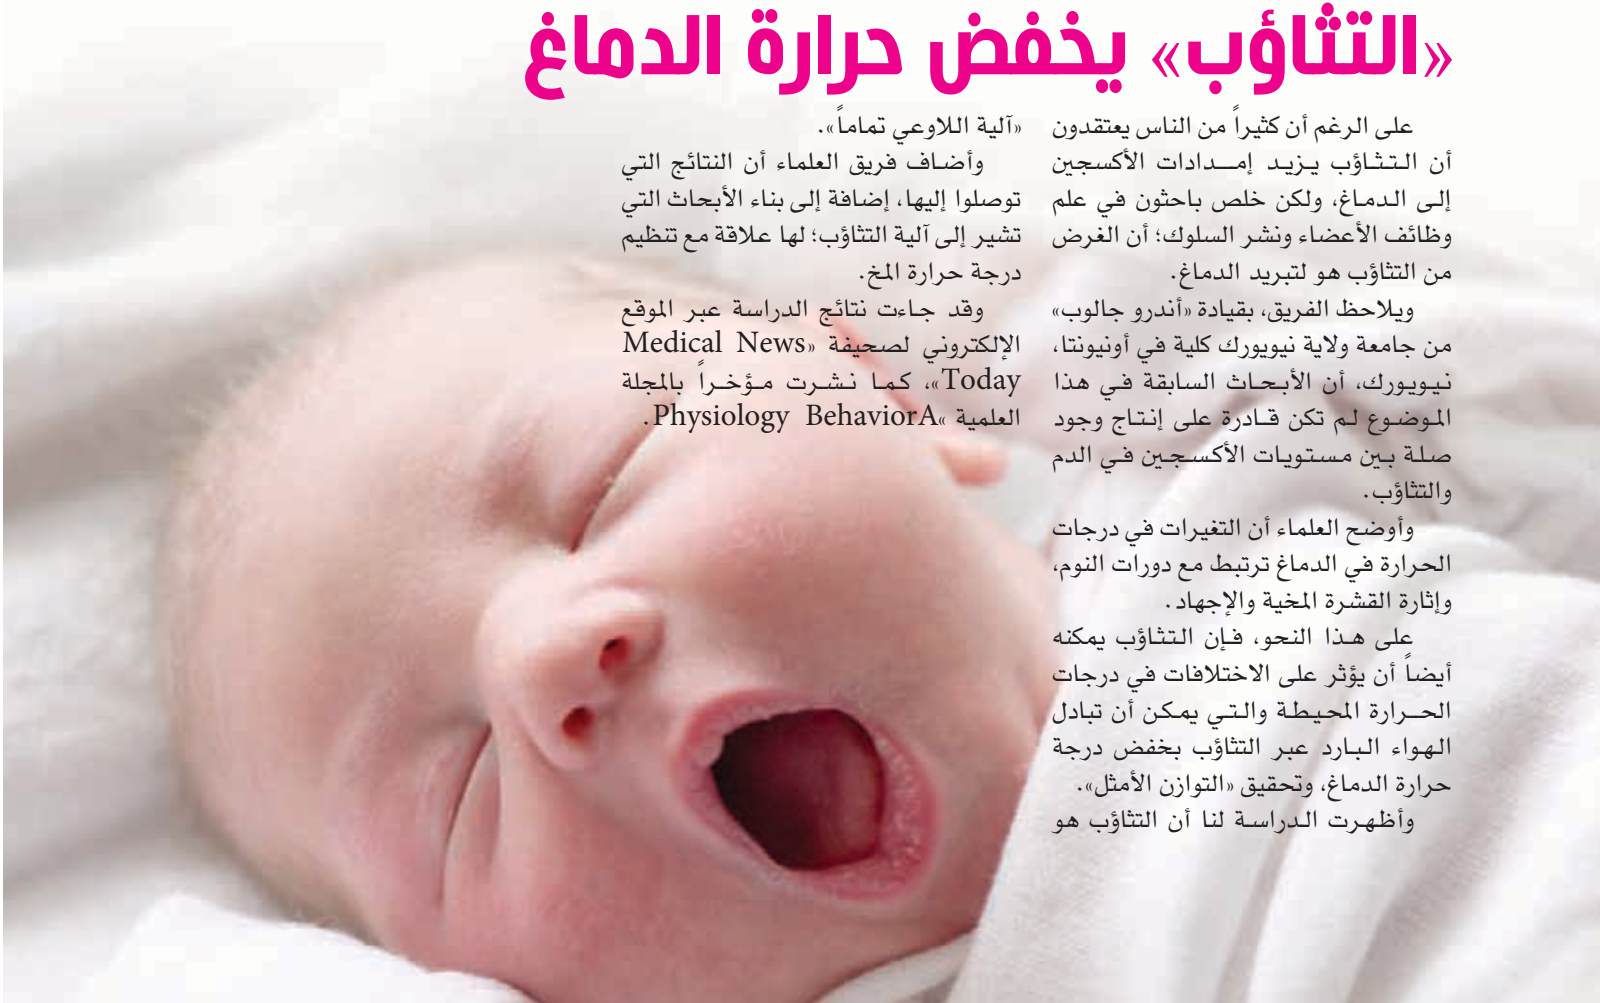 «التثاؤب» يخفض حرارة الدماغ
على الرغم أن كثيراً من الناس يعتقدون
أن التثاؤب يزيد إمدادات الأكسجين
إلى الدماغ، ولكن خلص باحثون في علم
وظائف الأعضاء ونشر السلوك؛ أن الغرض
من التثاؤب هو لتبريد الدماغ.
ويلاحظ الفريق، بقيادة «أندرو جالوب»
من جامعة ولاية نيويورك كلية في أونيونتا،
نيويورك، أن الأبحاث السابقة في هذا
الموضوع لم تكن قادرة على إنتاج وجود
صلة بين مستويات الأكسجين في الدم
والتثاؤب.
وأوضح العلماء أن التغيرات في درجات
الحرارة في الدماغ ترتبط مع دورات النوم،
وإثارة القشرة المخية والإجهاد.
على هذا النحو، فإن التثاؤب يمكنه
أيضاً أن يؤثر على الاختلافات في درجات
الحرارة المحيطة والتي يمكن أن تبادل
الهواء البارد عبر التثاؤب بخفض درجة
حرارة الدماغ، وتحقيق «التوازن الأمثل».
وأظهرت الدراسة لنا أن التثاؤب هو
«آلية اللاوعي تماماً».
وأضاف فريق العلماء أن النتائج التي
توصلوا إليها، إضافة إلى بناء الأبحاث التي
تشير إلى آلية التثاؤب؛ لها علاقة مع تنظيم
درجة حرارة المخ.
وقد جاءت نتائج الدراسة عبر الموقع
الإلكتروني لصحيفة «Medical News
Today»، كما نشرت مؤخراً بالمجلة
العلمية «Physiology BehaviorA.